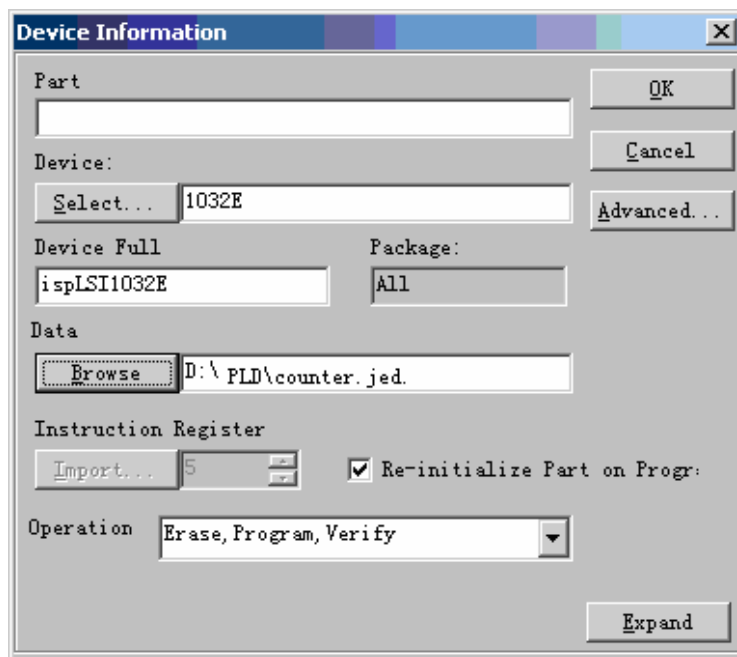 Device Information
Part
OK
Device:
Cancel
Select... 1032E
Advanced...
Device Full Package:
ispLSI1032E All
Data
Browse D:\ PLD\counter.jed.
Instruction Register
Import... 5 Re-initialize Part on Progr
Operation Erase,Program,Verify
Expand